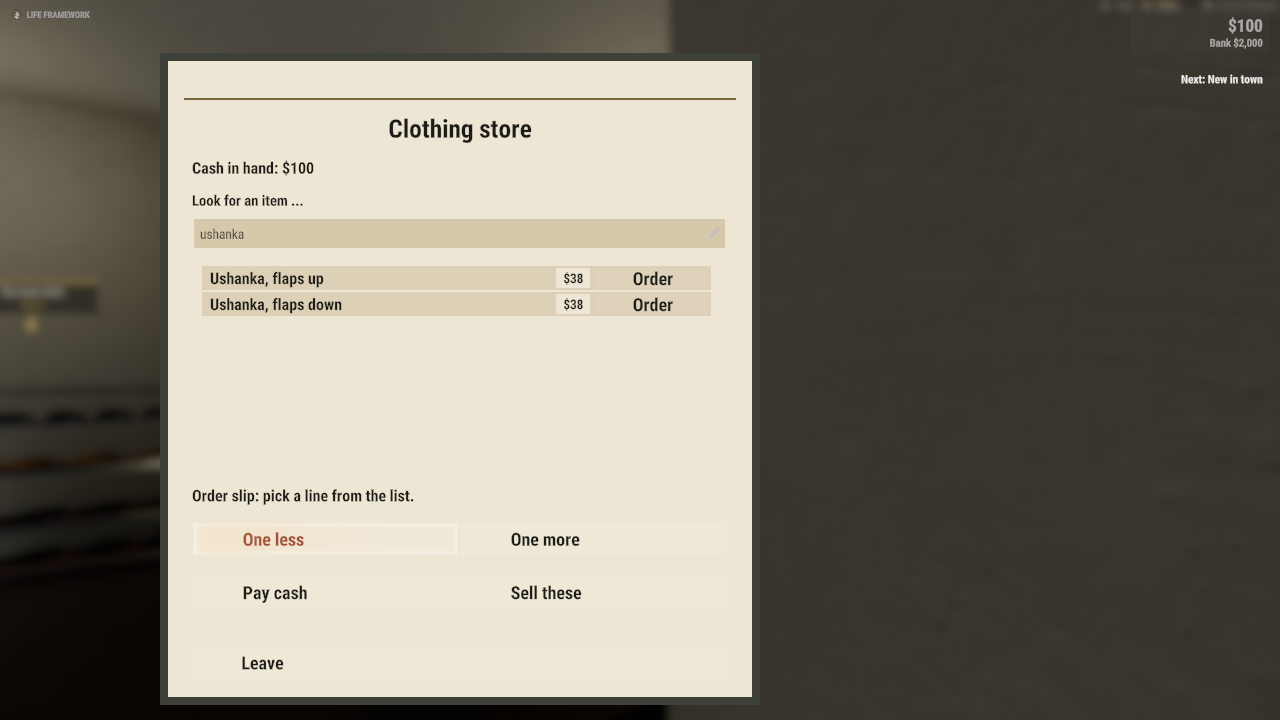 LIFE FRAMEWORK
$100
Bank $2,000
Next: New in town
Clothing store
Cash in hand: $100
Look for an item ...
ushanka
Ushanka, flaps up $38 Order
Ushanka, flaps down $38 Order
Order slip: pick a line from the list.
One less One more
Pay cash Sell these
Leave